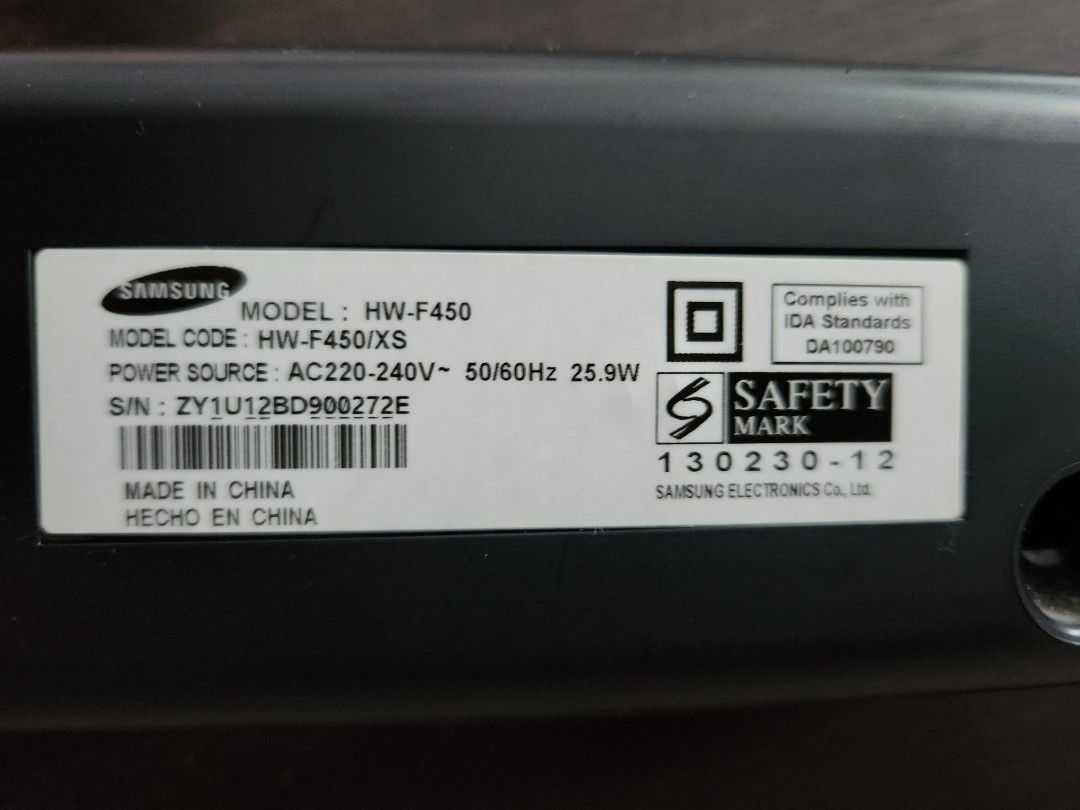 SAMSUNG
MODEL : HW-F450
MODEL CODE : HW-F450/XS
POWER SOURCE : AC220-240V~ 50/60Hz 25.9W
S/N : ZY1U12BD900272E
MADE IN CHINA
HECHO EN CHINA
Complies with
IDA Standards
DA100790
SAFETY
MARK
130230-12
SAMSUNG ELECTRONICS Co., Ltd.